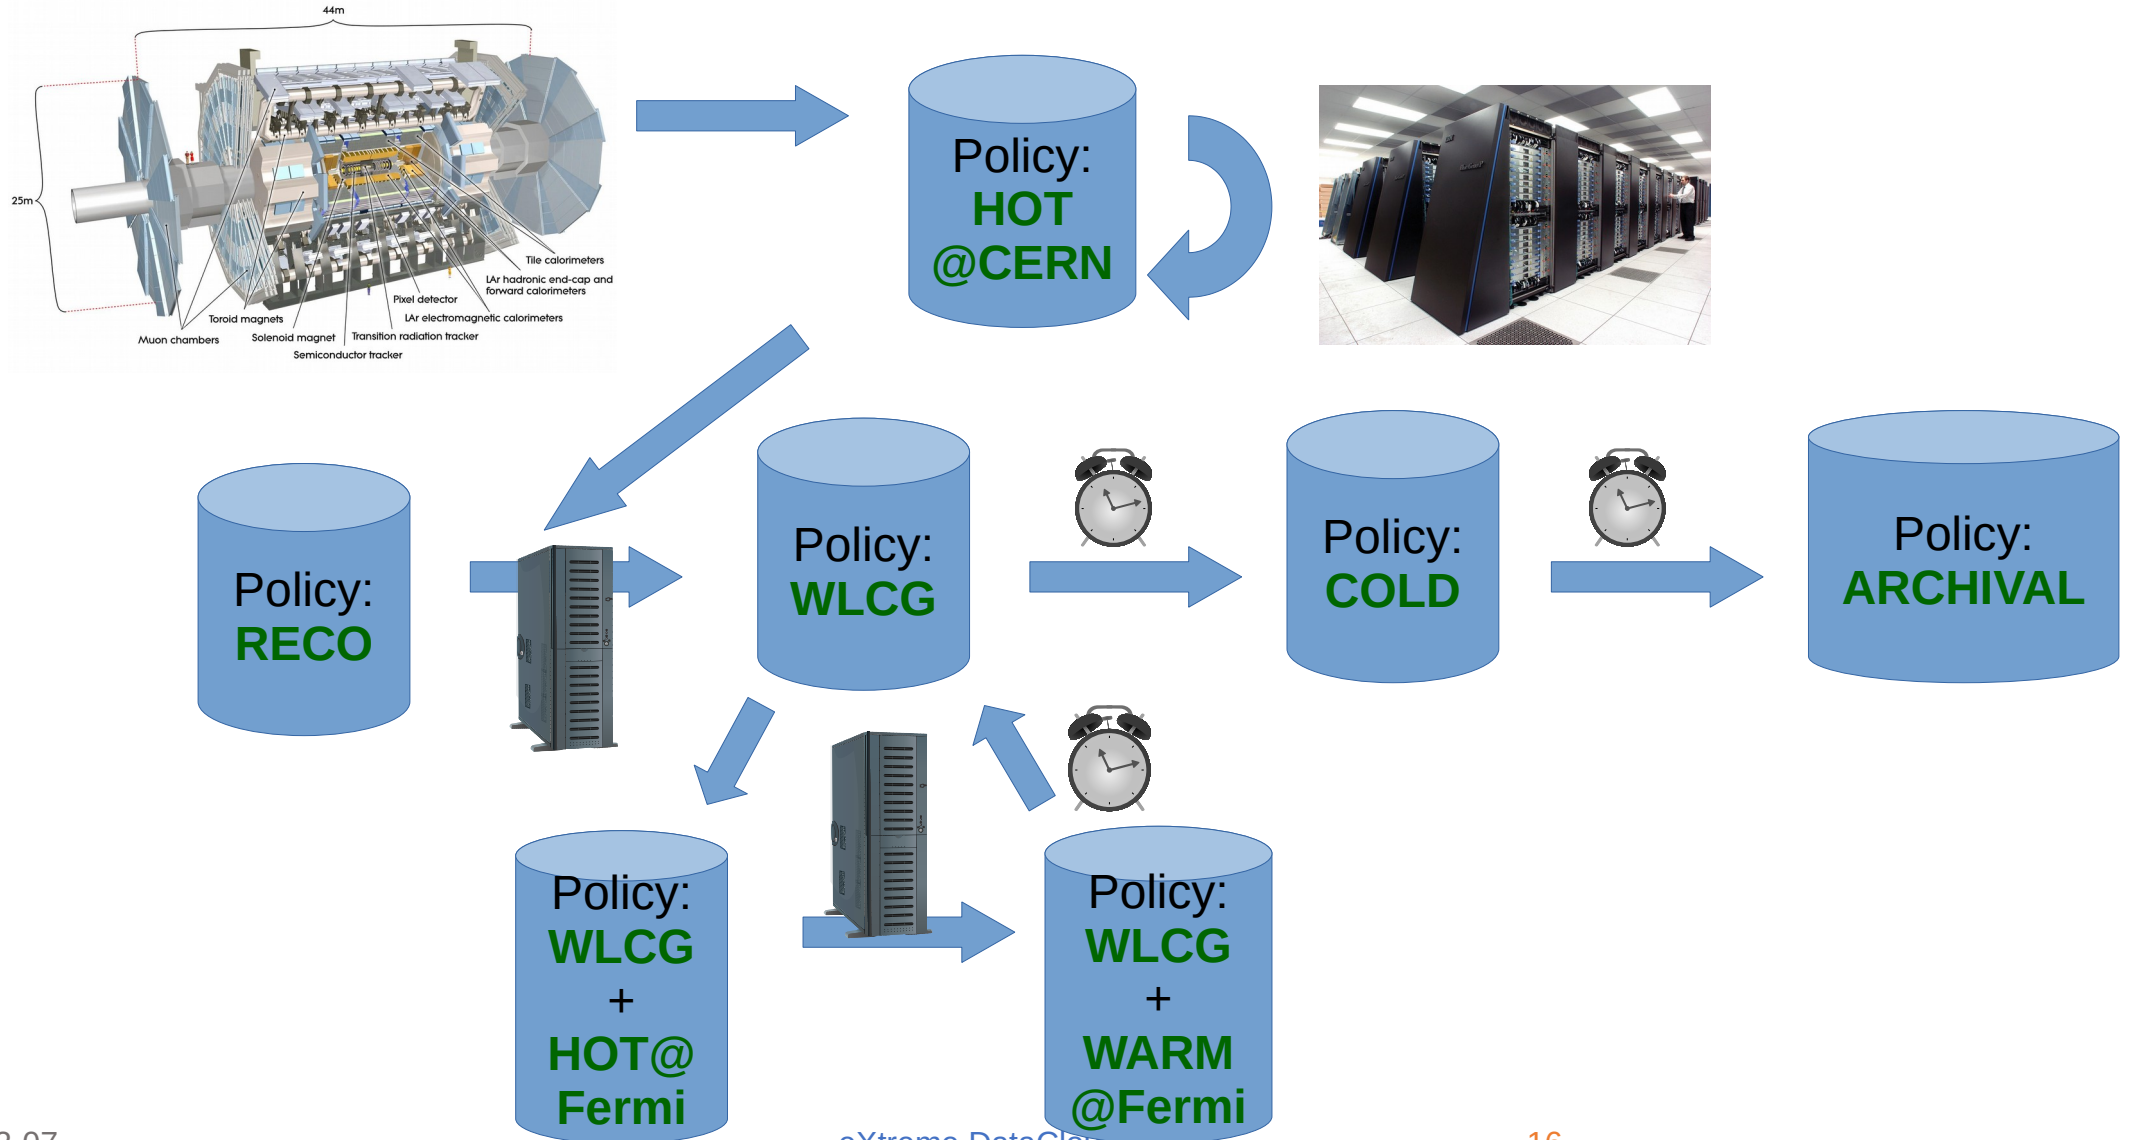 44m
25m
Tile calorimeters
LAr hadronic end-cap and
forward calorimeters
Pixel detector
LAr electromagnetic calorimeters
Toroid magnets
Muon chambers
Solenoid magnet
Transition radiation tracker
Semiconductor tracker
Policy:
HOT
@CERN
Policy:
RECO
Policy:
WLCG
Policy:
COLD
Policy:
ARCHIVAL
Policy:
WLCG
+
HOT@
Fermi
Policy:
WLCG
+
WARM
@Fermi
16